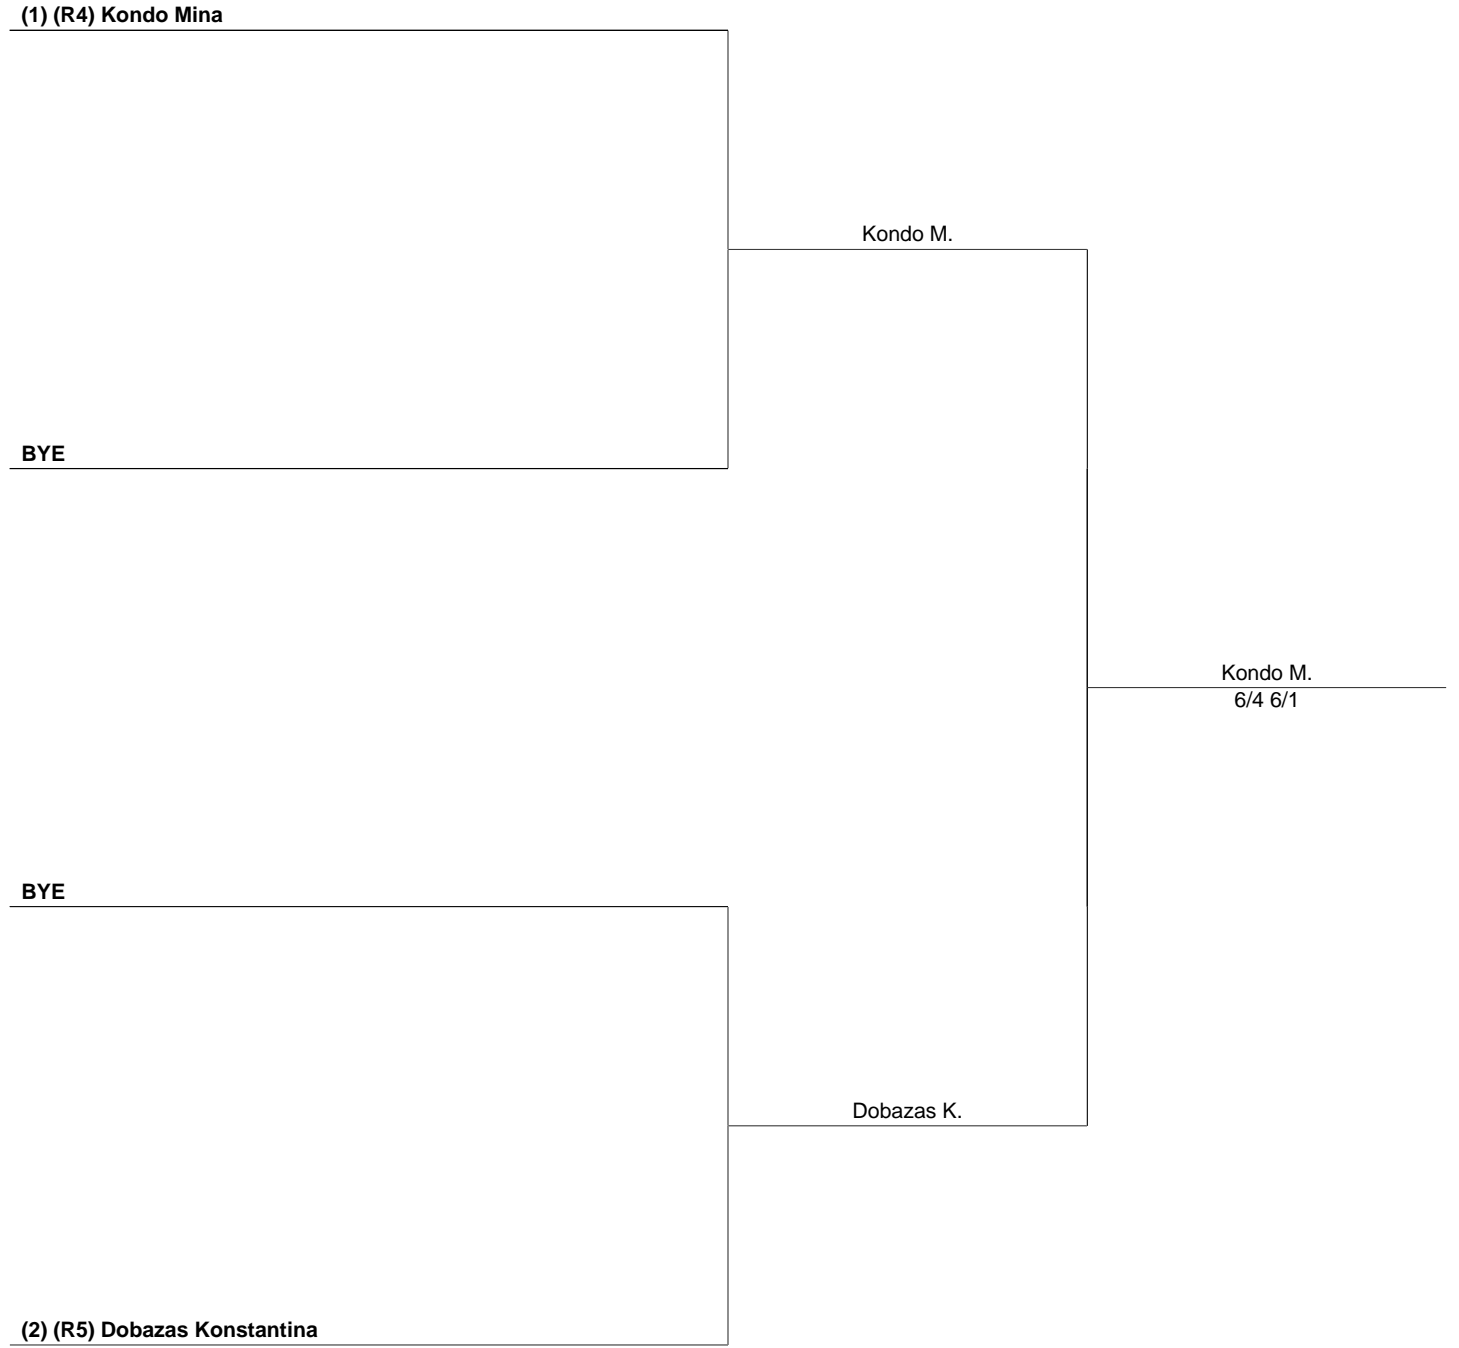 (1) (R4) Kondo Mina
Kondo M.
BYE
Kondo M.
6/4 6/1
BYE
Dobazas K.
(2) (R5) Dobazas Konstantina